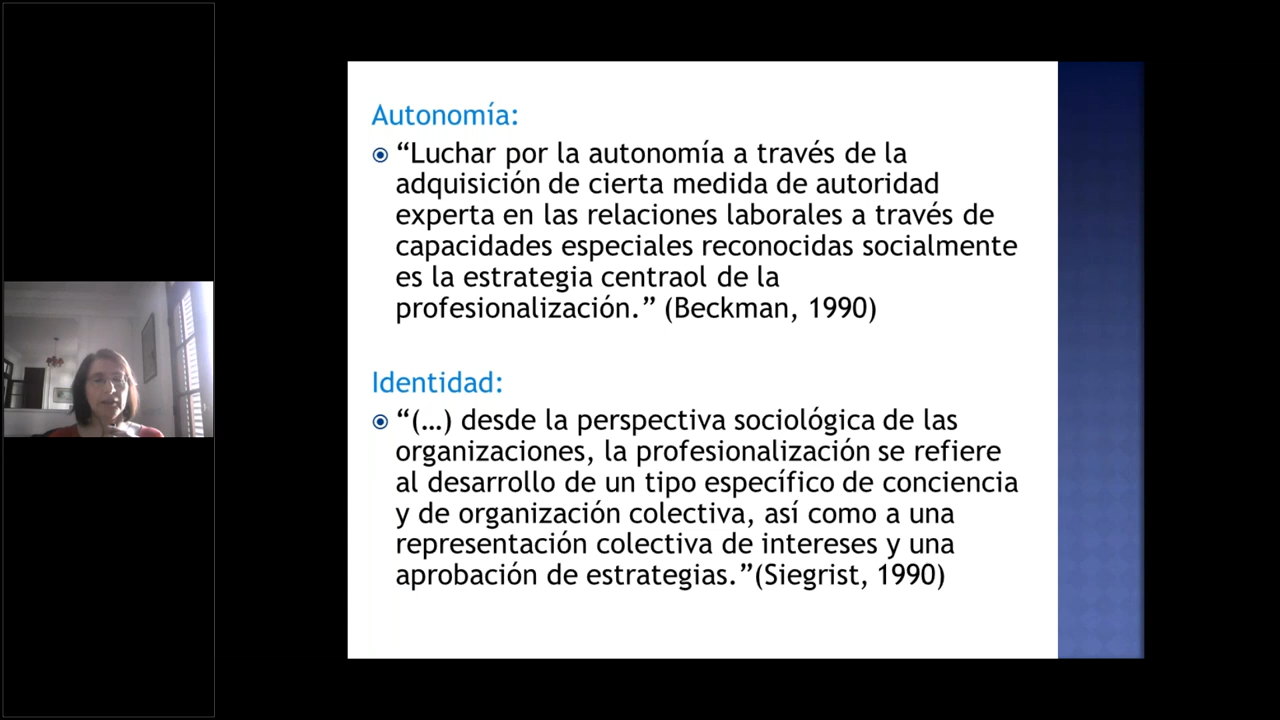 Autonomía:
“Luchar por la autonomía a través de la
adquisición de cierta medida de autoridad
experta en las relaciones laborales a través de
capacidades especiales reconocidas socialmente
es la estrategia centraol de la
profesionalización.” (Beckman, 1990)
Identidad:
“(…) desde la perspectiva sociológica de las
organizaciones, la profesionalización se refiere
al desarrollo de un tipo específico de conciencia
y de organización colectiva, así como a una
representación colectiva de intereses y una
aprobación de estrategias.”(Siegrist, 1990)